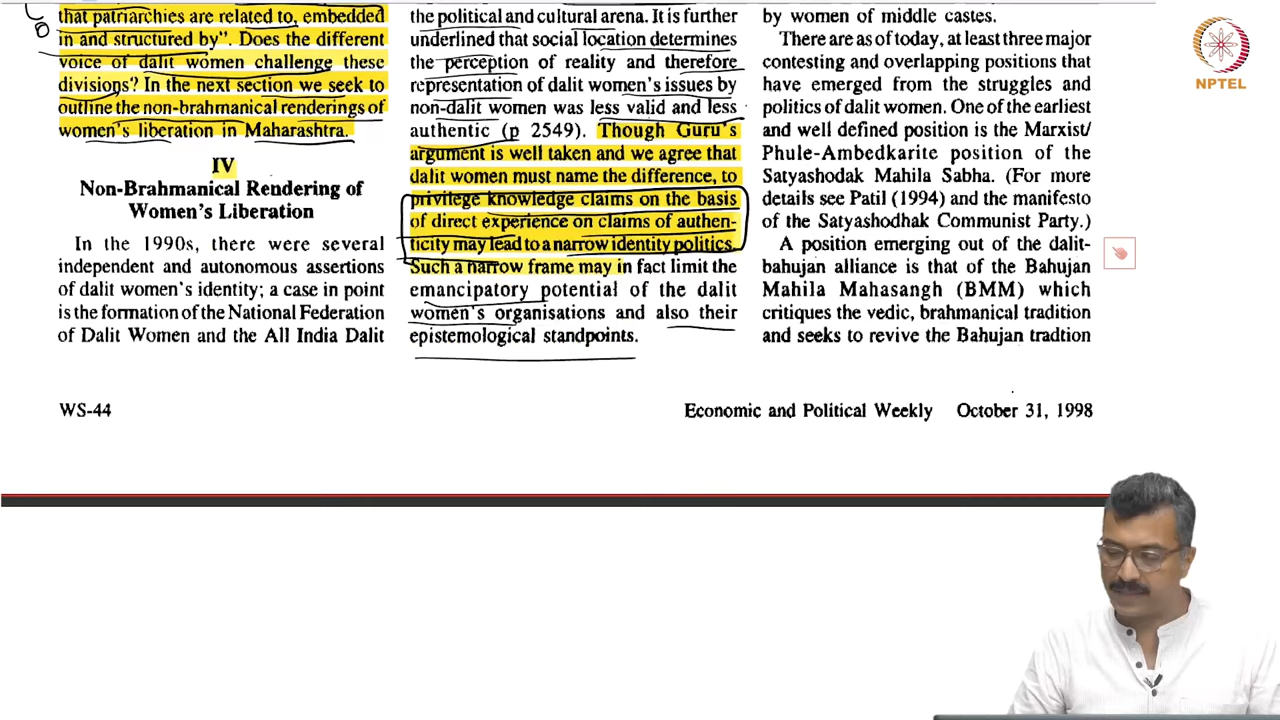 that patriarchies are related to, embedded
in and structured by". Does the different
voice of dalit women challenge these
divisions? In the next section we seek to
outline the non-brahmanical renderings of
women's liberation in Maharashtra.
IV
Non-Brahmanical Rendering of
Women's Liberation
In the 1990s, there were several
independent and autonomous assertions
of dalit women's identity; a case in point
is the formation of the National Federation
of Dalit Women and the All India Dalit
the political and cultural arena. It is further
underlined that social location determines
the perception of reality and therefore
representation of dalit women's issues by
non-dalit women was less valid and less
authentic (p 2549). Though Guru's
argument is well taken and we agree that
dalit women must name the difference, to
privilege knowledge claims on the basis
of direct experience on claims of authen-
ticity may lead to a narrow identity politics.
Such a narrow frame may in fact limit the
emancipatory potential of the dalit
women's organisations and also their
epistemological standpoints.
by women of middle castes.
There are as of today, at least three major
contesting and overlapping positions that
have emerged from the struggles and
politics of dalit women. One of the earliest
and well defined position is the Marxist/
Phule-Ambedkarite position of the
Satyashodak Mahila Sabha. (For more
details see Patil (1994) and the manifesto
of the Satyashodhak Communist Party.)
A position emerging out of the dalit-
bahujan alliance is that of the Bahujan
Mahila Mahasangh (BMM) which
critiques the vedic, brahmanical tradition
and seeks to revive the Bahujan tradtion
WS-44
Economic and Political Weekly October 31, 1998
NPTEL